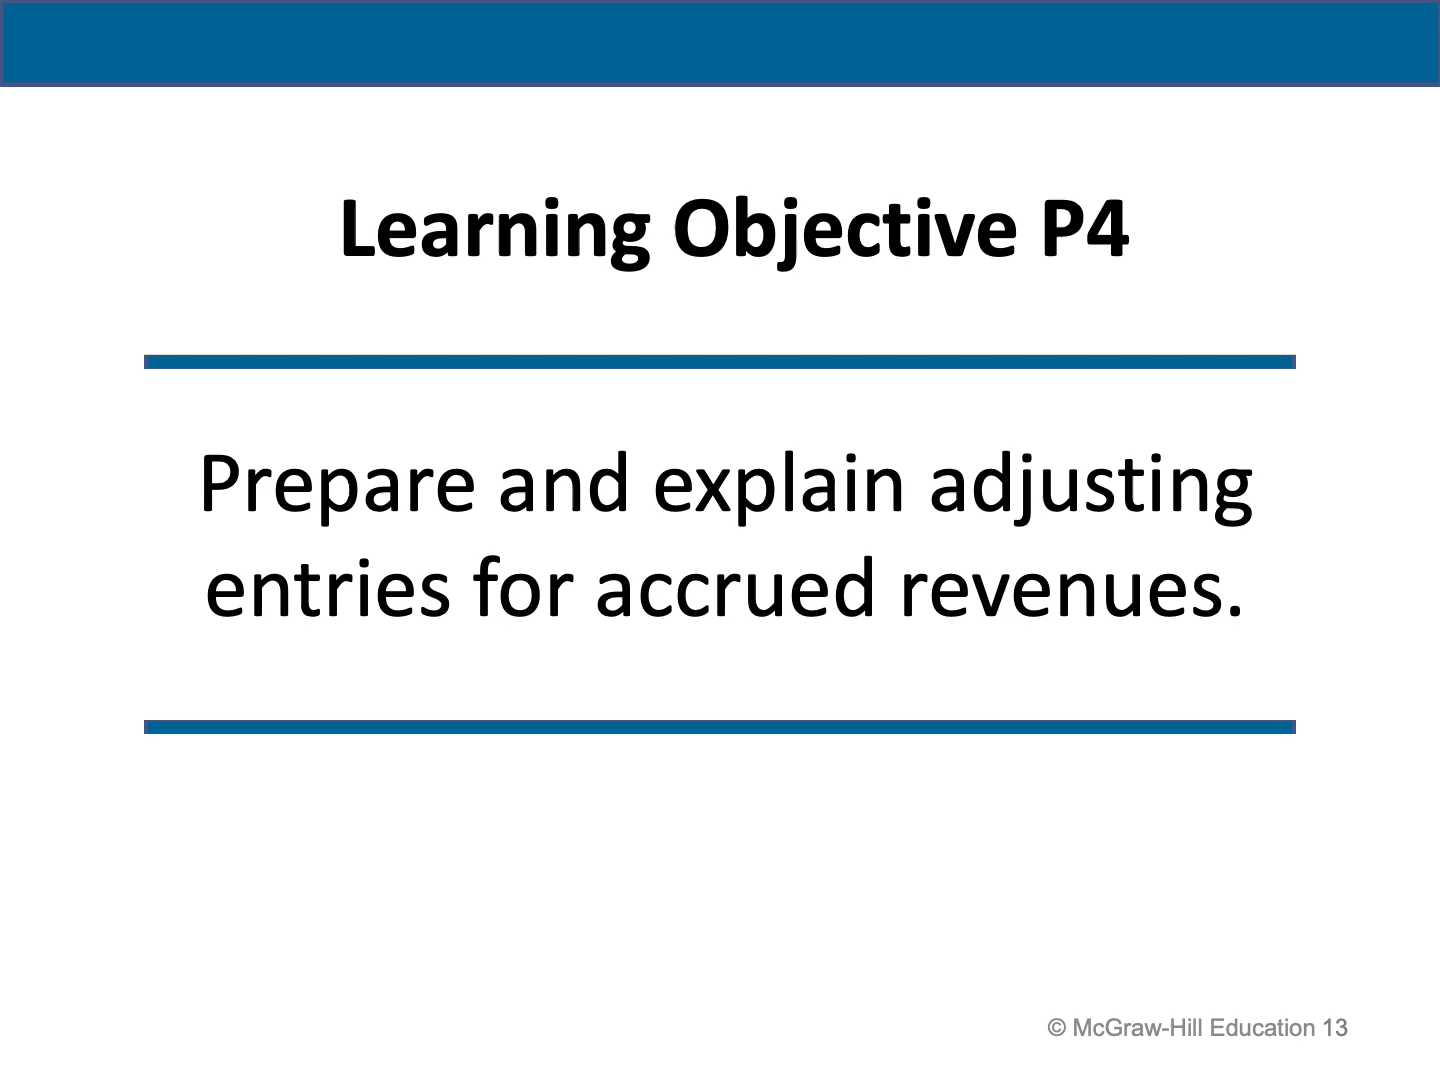 Learning Objective P4
Prepare and explain adjusting
entries for accrued revenues.
© McGraw-Hill Education 13